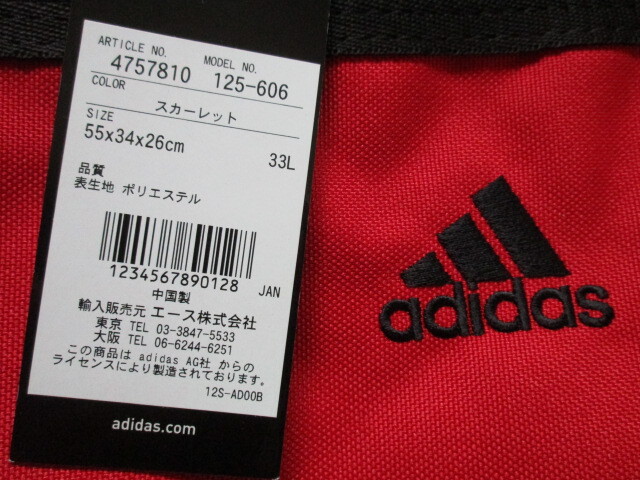 ARTICLE NO. MODEL NO.
4757810 125-606
COLOR
スカーレット
SIZE
55x34x26cm 33L
品質
表生地 ポリエステル
1234567890128 JAN
中国製
輸入販売元 エース株式会社
東京 TEL 03-3847-5533
大阪 TEL 06-6244-6251
この商品は adidas AG社 からの
ライセンスにより製造されております。
12S-AD00B
adidas.com
adidas